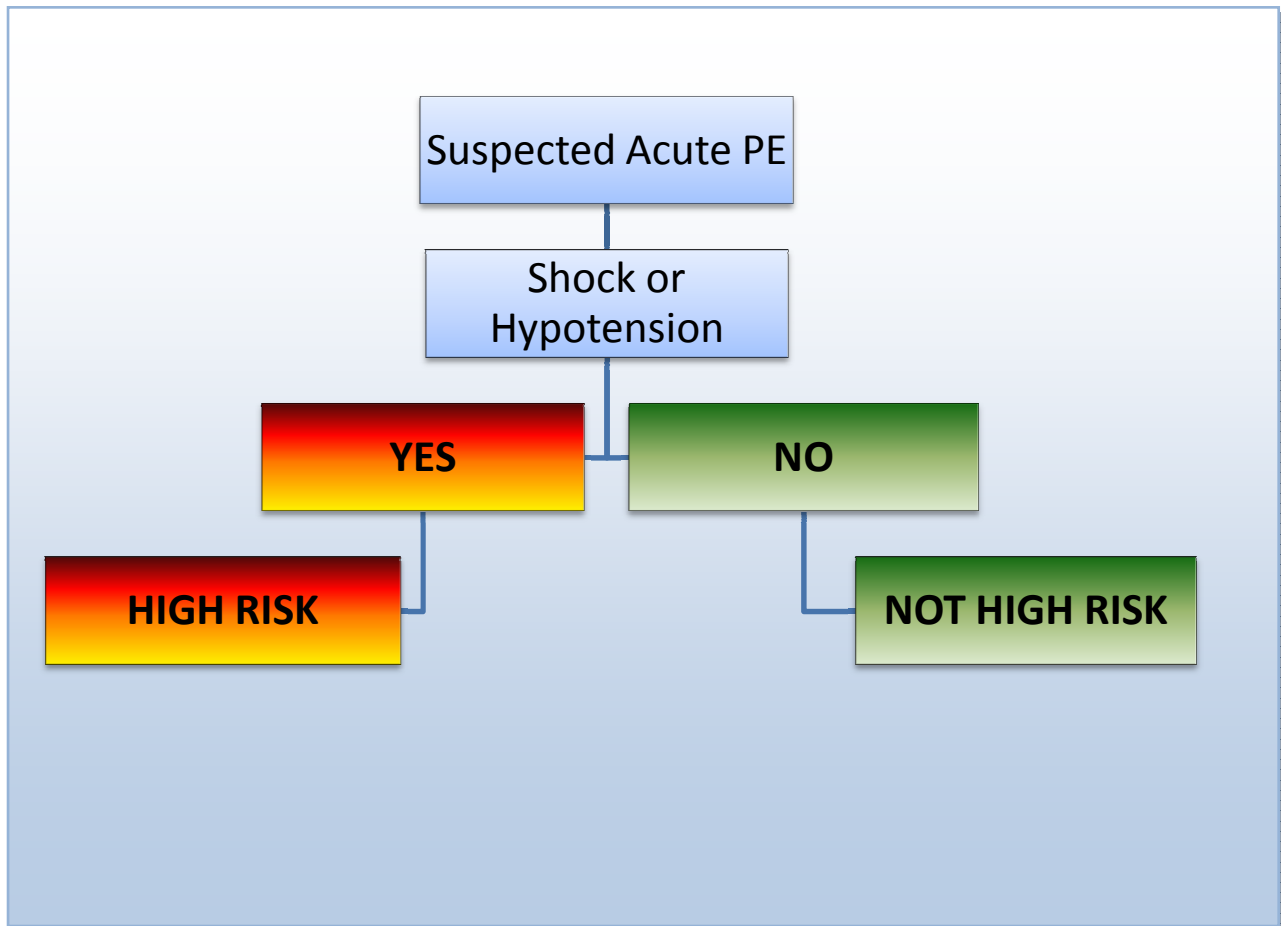 Suspected Acute PE
Shock or
Hypotension
YES
NO
HIGH RISK
NOT HIGH RISK